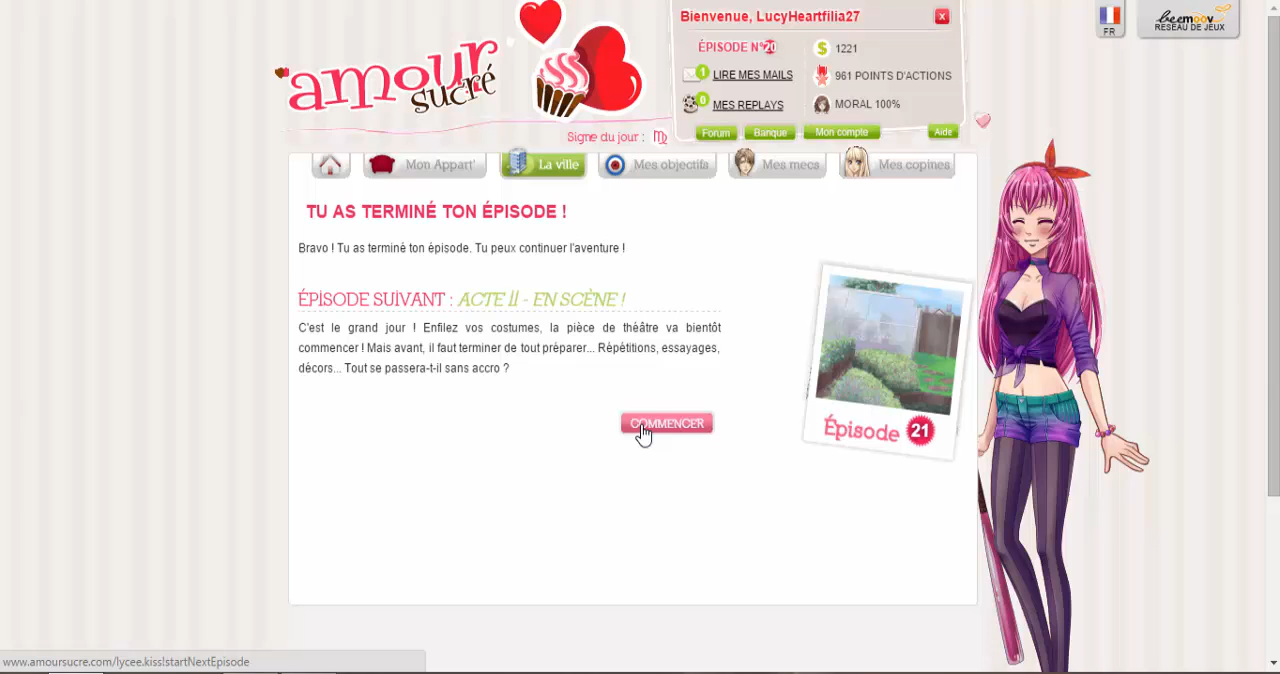 amour
sucré
Bienvenue, LucyHeartfilia27
x
ÉPISODE N°20
1221
1
LIRE MES MAILS
961 POINTS D'ACTIONS
0
MES REPLAYS
MORAL 100%
Forum
Banque
Mon compte
Aide
FR
beemoov
RESEAU DE JEUX
Signe du jour :
Mon Appart'
La ville
Mes objectifs
Mes mecs
Mes copines
TU AS TERMINÉ TON ÉPISODE !
Bravo ! Tu as terminé ton épisode. Tu peux continuer l'aventure !
ÉPISODE SUIVANT : ACTE II - EN SCÈNE !
C'est le grand jour ! Enfilez vos costumes, la pièce de théâtre va bientôt
commencer ! Mais avant, il faut terminer de tout préparer... Répétitions, essayages,
décors... Tout se passera-t-il sans accro ?
COMMENCER
Épisode 21
www.amoursucre.com/lycee.kiss!startNextEpisode